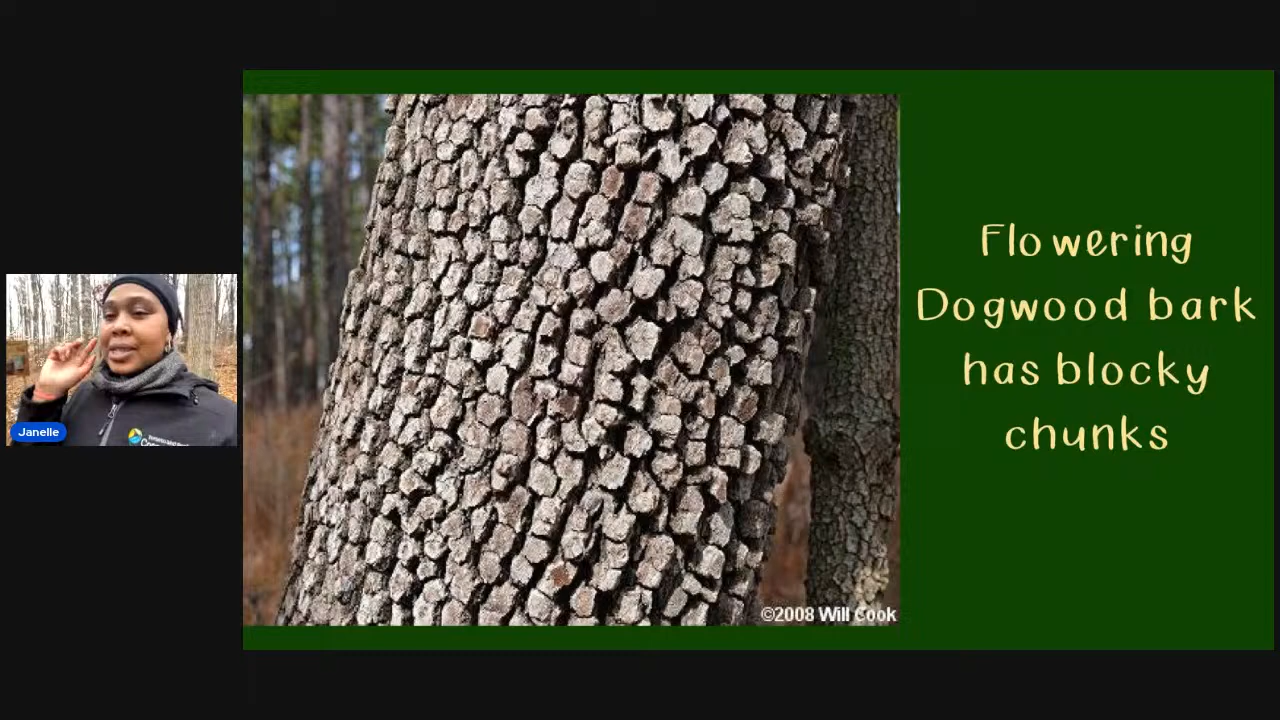 Flowering
Dogwood bark
has blocky
chunks
©2008 Will Cook
Janelle